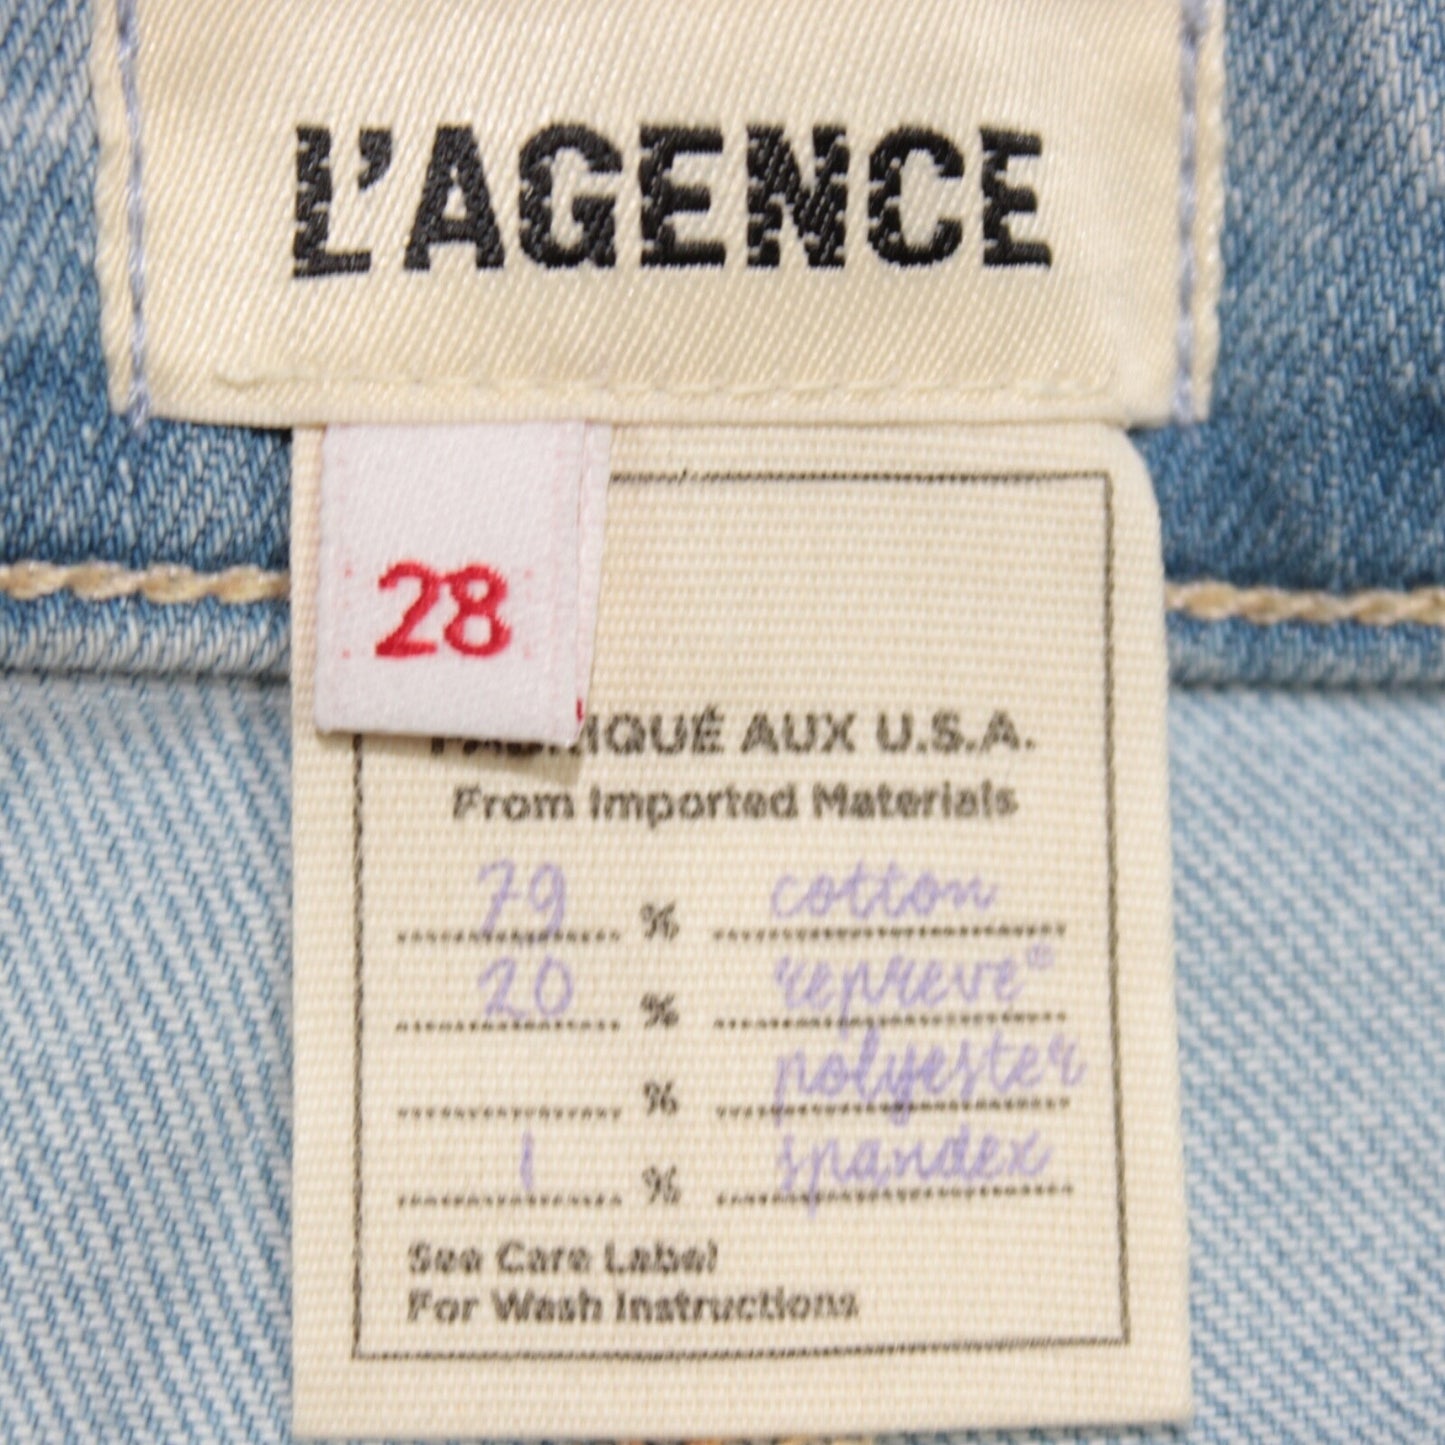 L'AGENCE
28
AUX U.S.A.
From Imported Materials
79 % cotton
20 % repreve®
% polyester
1 % spandex
See Care Label
For Wash Instructions